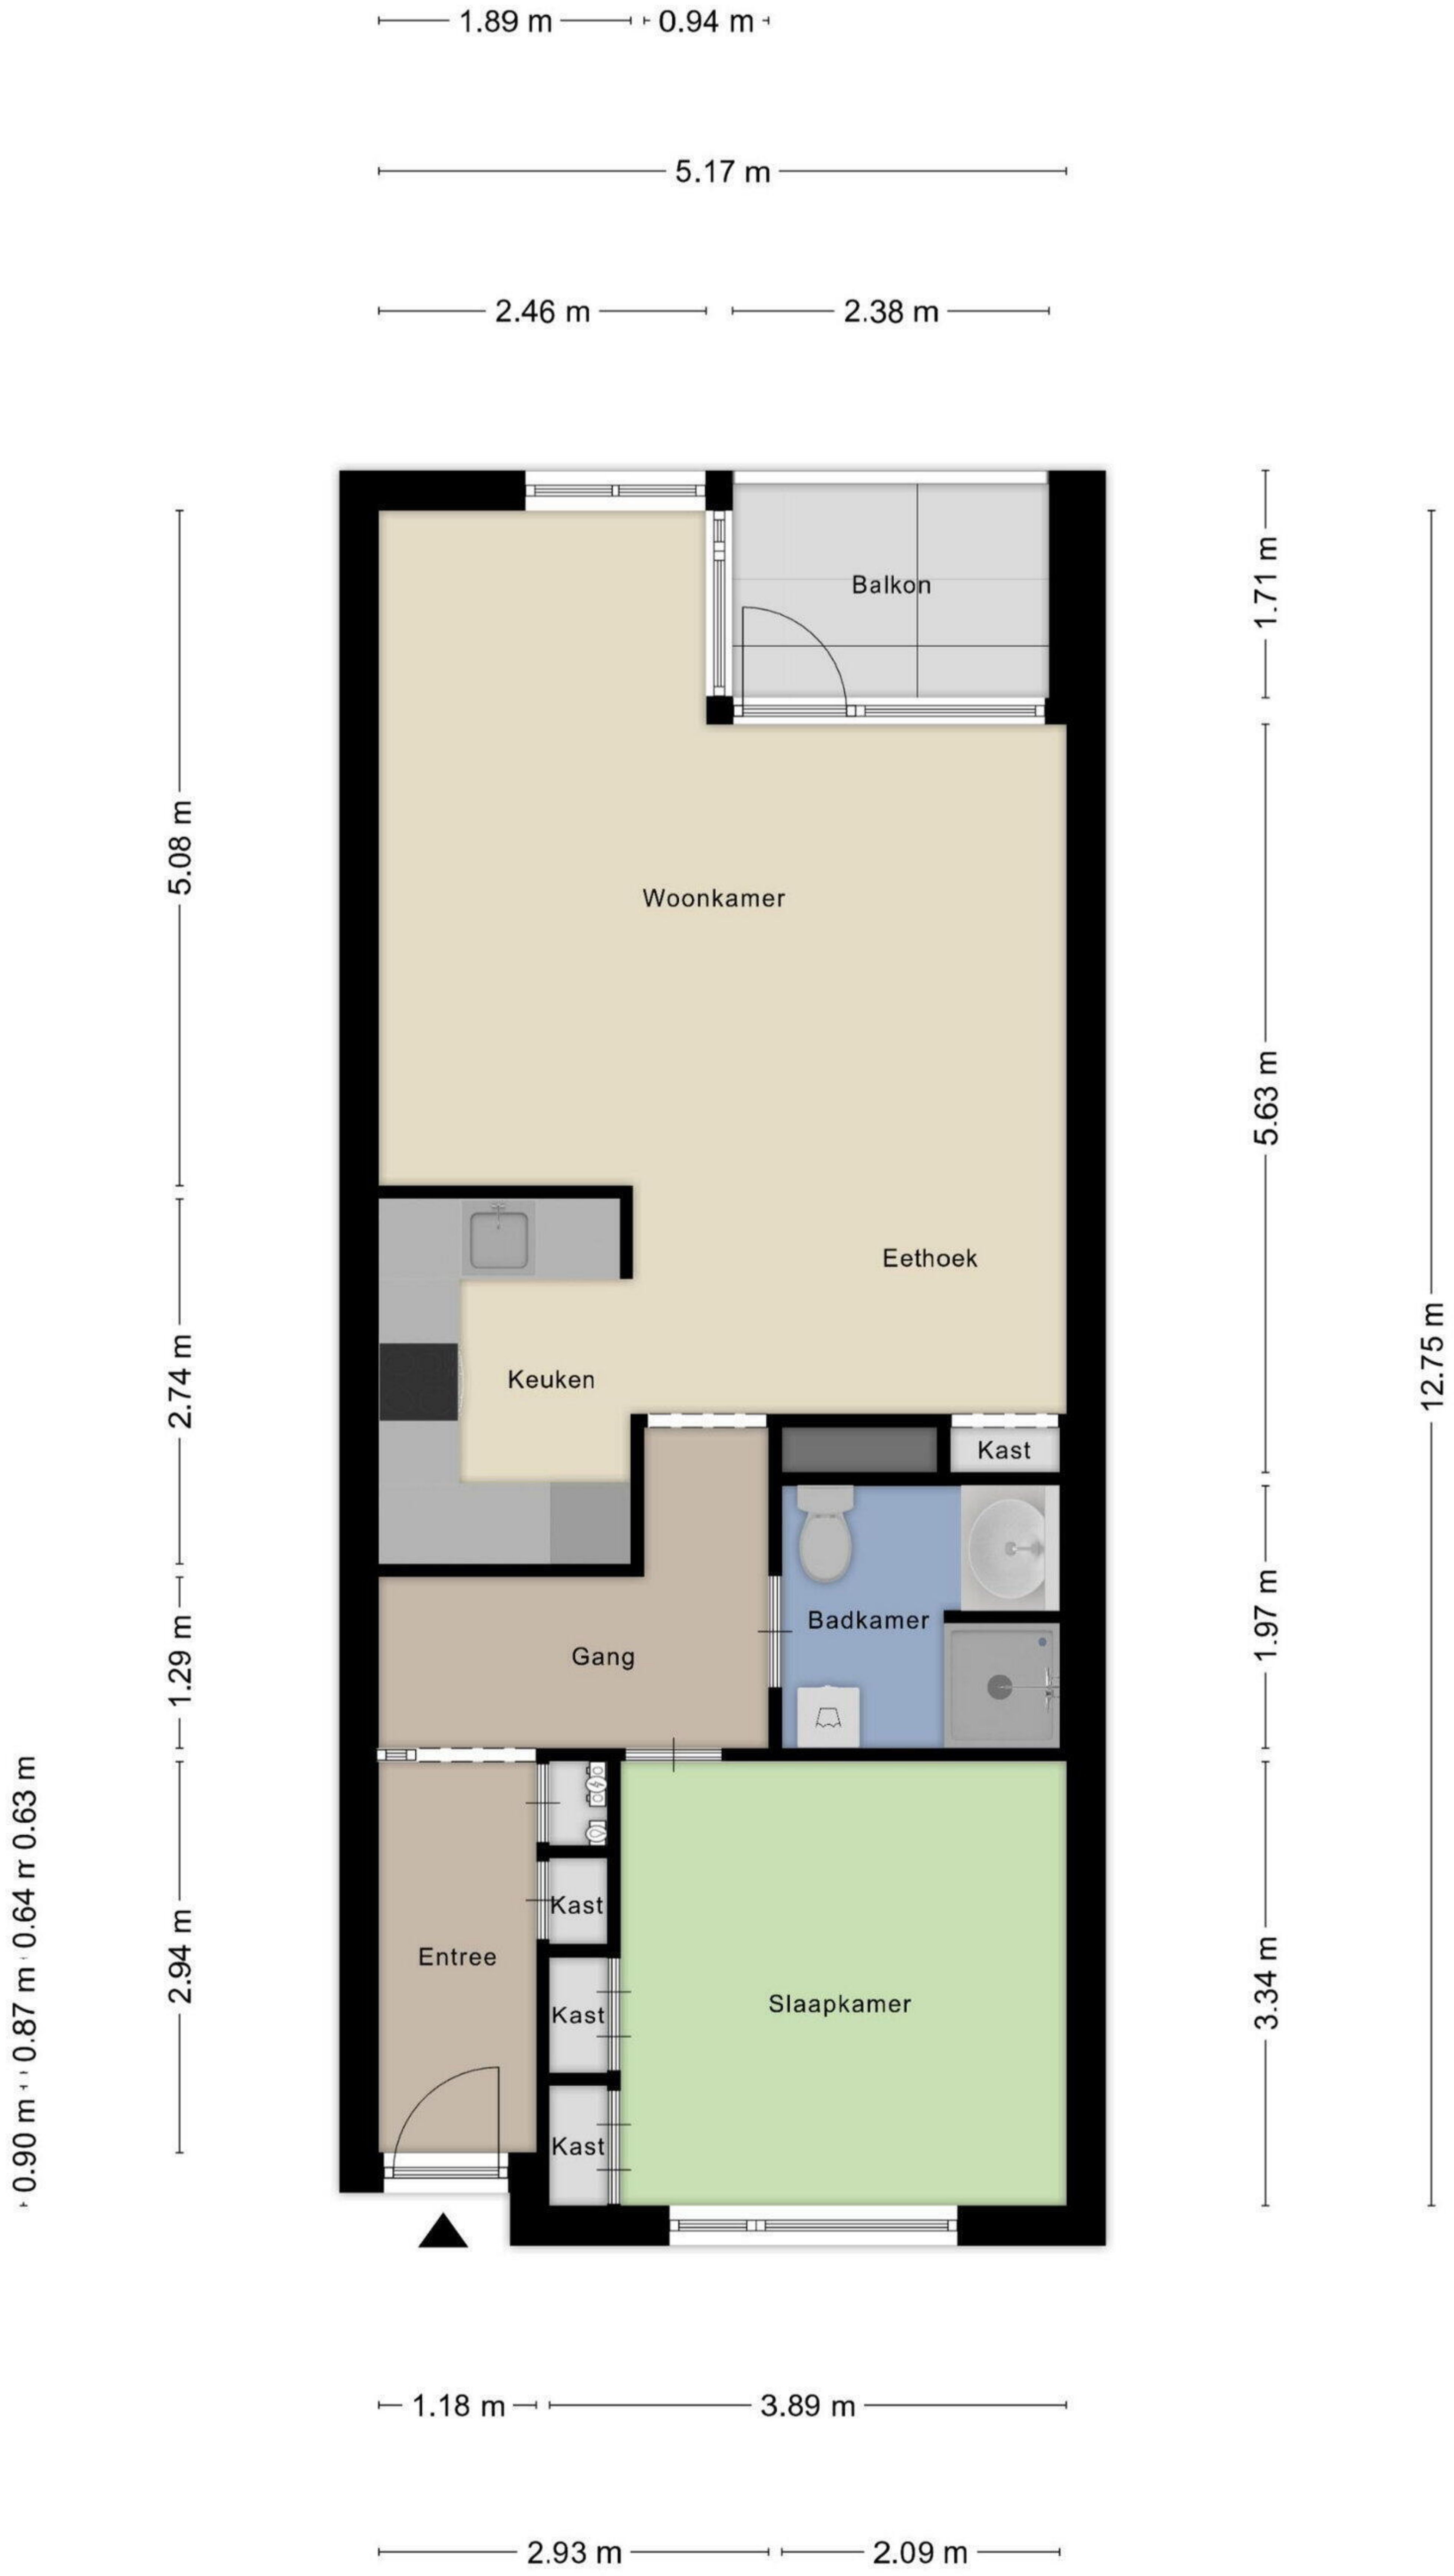 1.89 m 0.94 m
5.17 m
2.46 m 2.38 m
Balkon
1.71 m
5.08 m
Woonkamer
5.63 m
Eethoek
12.75 m
2.74 m
Keuken
Kast
1.97 m
Badkamer
1.29 m
Gang
0.90 m 0.87 m 0.64 m 0.63 m
2.94 m
Kast
Entree
Slaapkamer
3.34 m
Kast
Kast
1.18 m 3.89 m
2.93 m 2.09 m